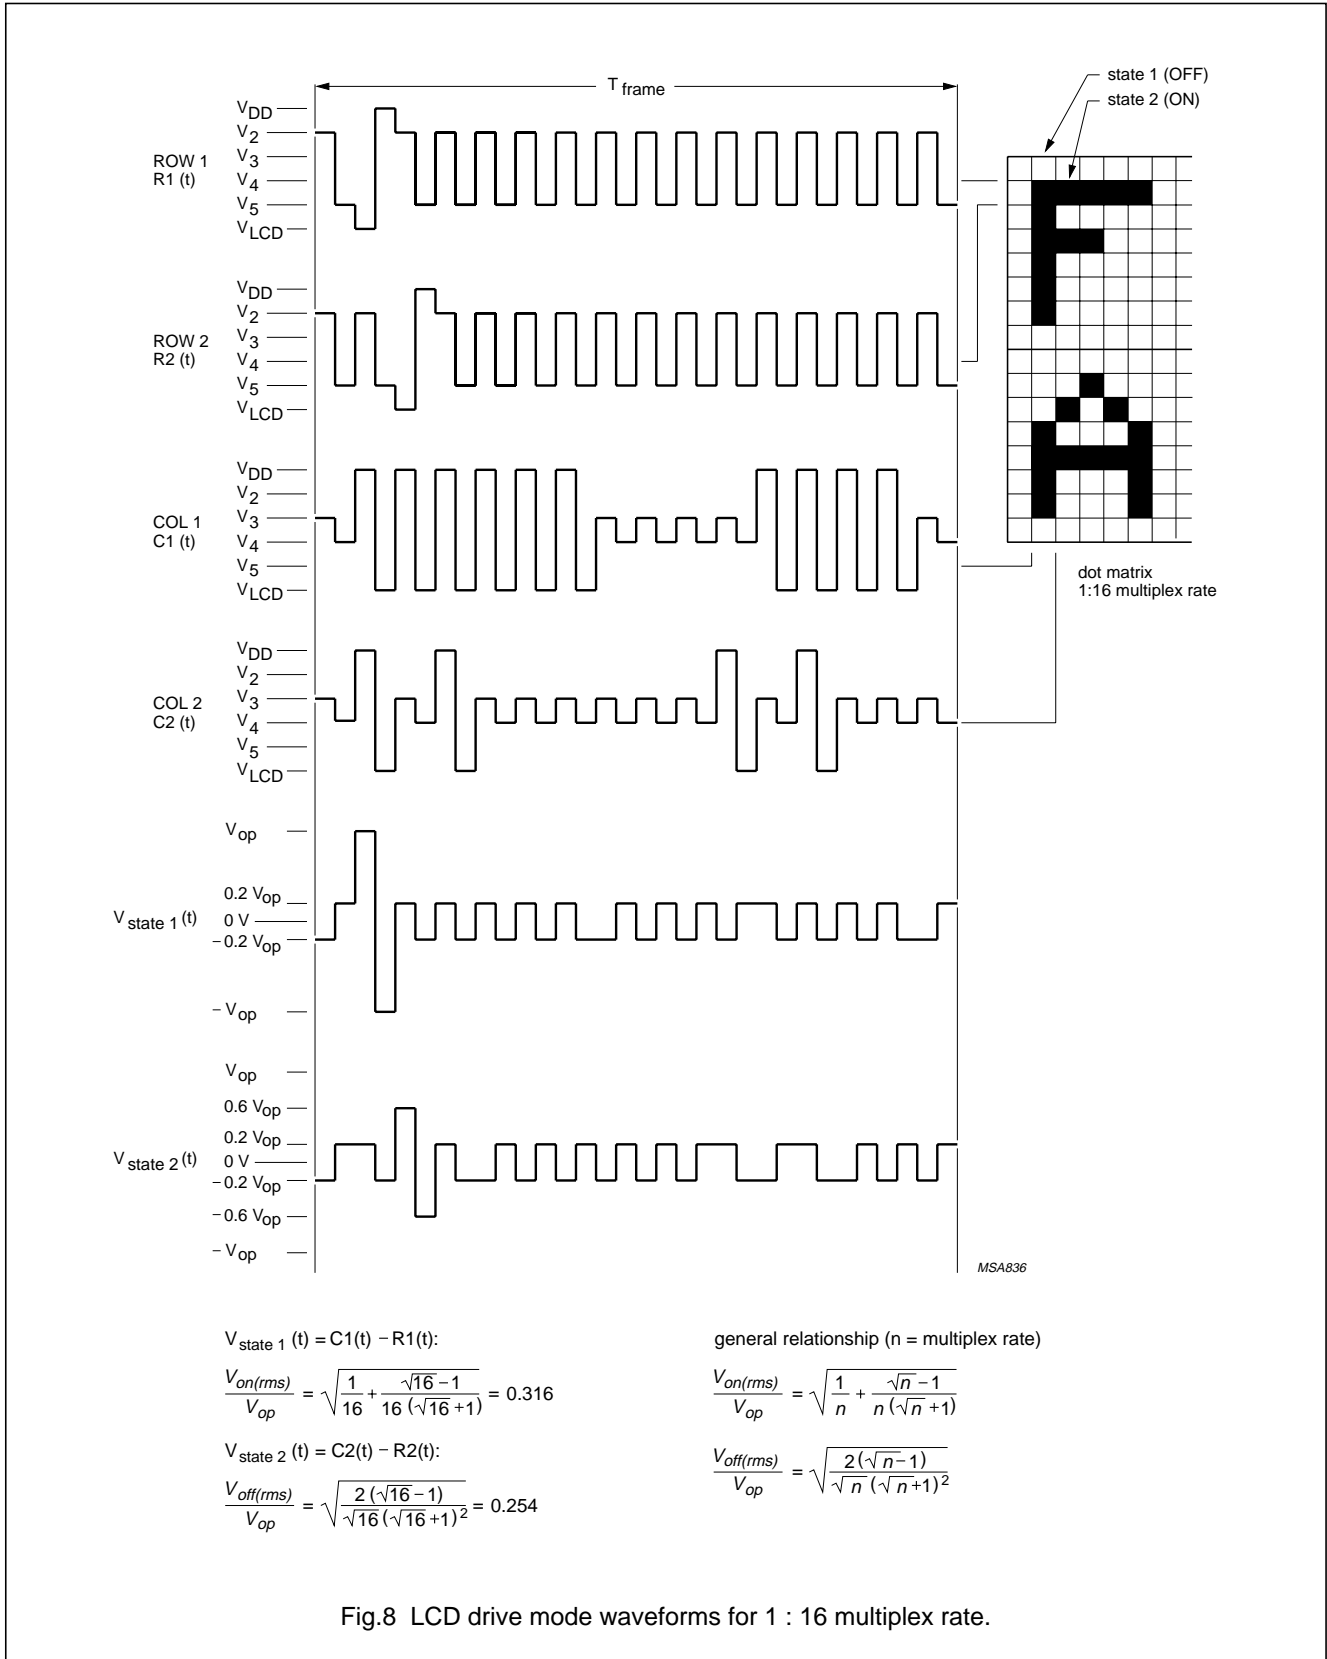 T frame
state 1 (OFF)
state 2 (ON)
VDD
V2
ROW 1
R1 (t)
V3
V4
V5
VLCD
VDD
V2
ROW 2
R2 (t)
V3
V4
V5
VLCD
VDD
V2
COL 1
C1 (t)
V3
V4
V5
VLCD
dot matrix
1:16 multiplex rate
VDD
V2
COL 2
C2 (t)
V3
V4
V5
VLCD
Vop
0.2 Vop
V state 1 (t)
0 V
− 0.2 Vop
− Vop
Vop
0.6 Vop
0.2 Vop
V state 2 (t)
0 V
− 0.2 Vop
− 0.6 Vop
− Vop
MSA836
V state 1 (t) = C1(t) − R1(t):
Von(rms) / Vop = √(1/16 + (√16 − 1) / (16 (√16 + 1))) = 0.316
V state 2 (t) = C2(t) − R2(t):
Voff(rms) / Vop = √(2 (√16 − 1) / (√16 (√16 + 1)²)) = 0.254
general relationship (n = multiplex rate)
Von(rms) / Vop = √(1/n + (√n − 1) / (n (√n + 1)))
Voff(rms) / Vop = √(2 (√n − 1) / (√n (√n + 1)²))
Fig.8 LCD drive mode waveforms for 1 : 16 multiplex rate.